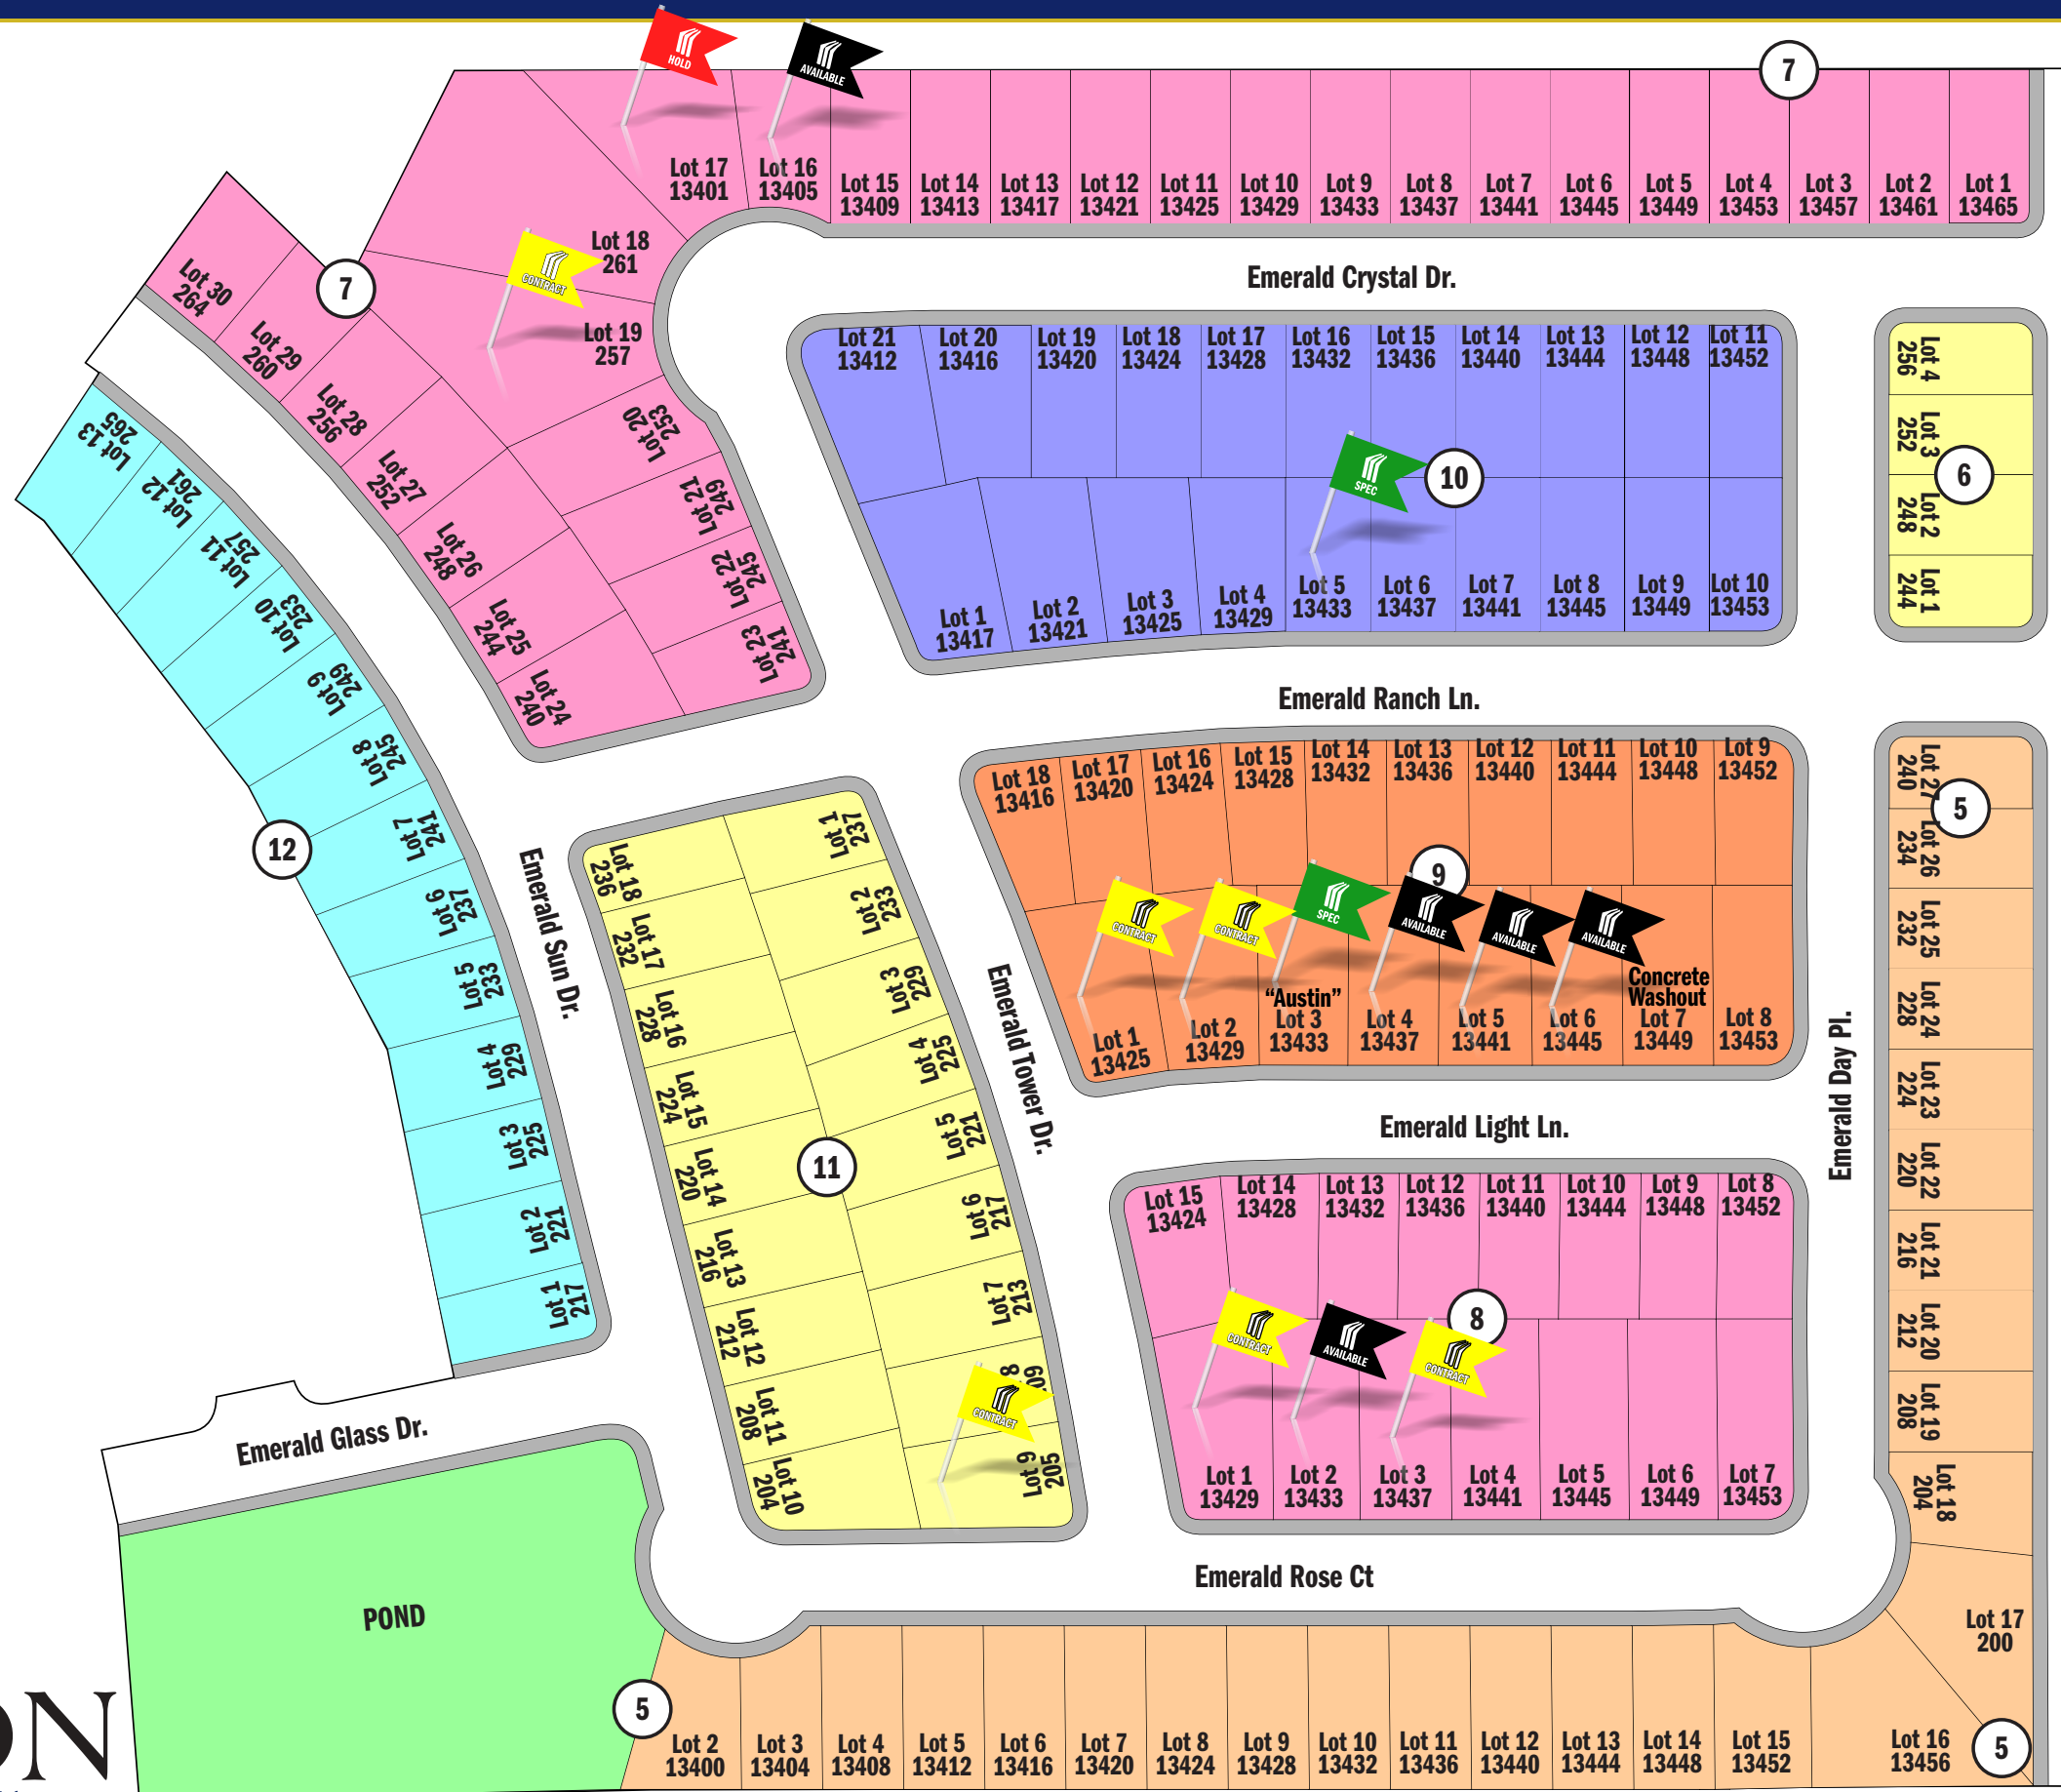 HOLD
AVAILABLE
7
Lot 17
13401
Lot 16
13405
Lot 15
13409
Lot 14
13413
Lot 13
13417
Lot 12
13421
Lot 11
13425
Lot 10
13429
Lot 9
13433
Lot 8
13437
Lot 7
13441
Lot 6
13445
Lot 5
13449
Lot 4
13453
Lot 3
13457
Lot 2
13461
Lot 1
13465
Lot 18
261
CONTRACT
Lot 19
257
7
Lot 30
264
Lot 29
260
Lot 28
256
Lot 27
252
Lot 26
248
Lot 25
244
Lot 24
240
253
Lot 20
249
Lot 21
245
Lot 22
241
Lot 23
Emerald Crystal Dr.
Lot 21
13412
Lot 20
13416
Lot 19
13420
Lot 18
13424
Lot 17
13428
Lot 16
13432
Lot 15
13436
Lot 14
13440
Lot 13
13444
Lot 12
13448
Lot 11
13452
SPEC
10
Lot 1
13417
Lot 2
13421
Lot 3
13425
Lot 4
13429
Lot 5
13433
Lot 6
13437
Lot 7
13441
Lot 8
13445
Lot 9
13449
Lot 10
13453
Lot 4
256
Lot 3
252
6
Lot 2
248
Lot 1
244
265
Lot 13
261
Lot 12
257
Lot 11
253
Lot 10
249
Lot 9
245
Lot 8
241
Lot 7
12
237
Lot 6
233
Lot 5
229
Lot 4
225
Lot 3
221
Lot 2
217
Lot 1
Emerald Sun Dr.
Emerald Ranch Ln.
Lot 18
13416
Lot 17
13420
Lot 16
13424
Lot 15
13428
Lot 14
13432
Lot 13
13436
Lot 12
13440
Lot 11
13444
Lot 10
13448
Lot 9
13452
9
CONTRACT
CONTRACT
SPEC
AVAILABLE
AVAILABLE
AVAILABLE
Concrete
Washout
"Austin"
Lot 1
13425
Lot 2
13429
Lot 3
13433
Lot 4
13437
Lot 5
13441
Lot 6
13445
Lot 7
13449
Lot 8
13453
Lot 18
236
Lot 17
232
Lot 16
228
Lot 15
224
Lot 14
220
Lot 13
216
Lot 12
212
Lot 11
208
Lot 10
204
11
237
Lot 1
233
Lot 2
229
Lot 3
225
Lot 4
221
Lot 5
217
Lot 6
213
Lot 7
8
CONTRACT
205
Lot 9
Emerald Tower Dr.
Emerald Light Ln.
Emerald Day Pl.
Lot 15
13424
Lot 14
13428
Lot 13
13432
Lot 12
13436
Lot 11
13440
Lot 10
13444
Lot 9
13448
Lot 8
13452
8
CONTRACT
AVAILABLE
CONTRACT
Lot 1
13429
Lot 2
13433
Lot 3
13437
Lot 4
13441
Lot 5
13445
Lot 6
13449
Lot 7
13453
Lot 27
240
5
Lot 26
234
Lot 25
232
Lot 24
228
Lot 23
224
Lot 22
220
Lot 21
216
Lot 20
212
Lot 19
208
Lot 18
204
Lot 17
200
Emerald Glass Dr.
Emerald Rose Ct
POND
5
Lot 2
13400
Lot 3
13404
Lot 4
13408
Lot 5
13412
Lot 6
13416
Lot 7
13420
Lot 8
13424
Lot 9
13428
Lot 10
13432
Lot 11
13436
Lot 12
13440
Lot 13
13444
Lot 14
13448
Lot 15
13452
Lot 16
13456
5
ON